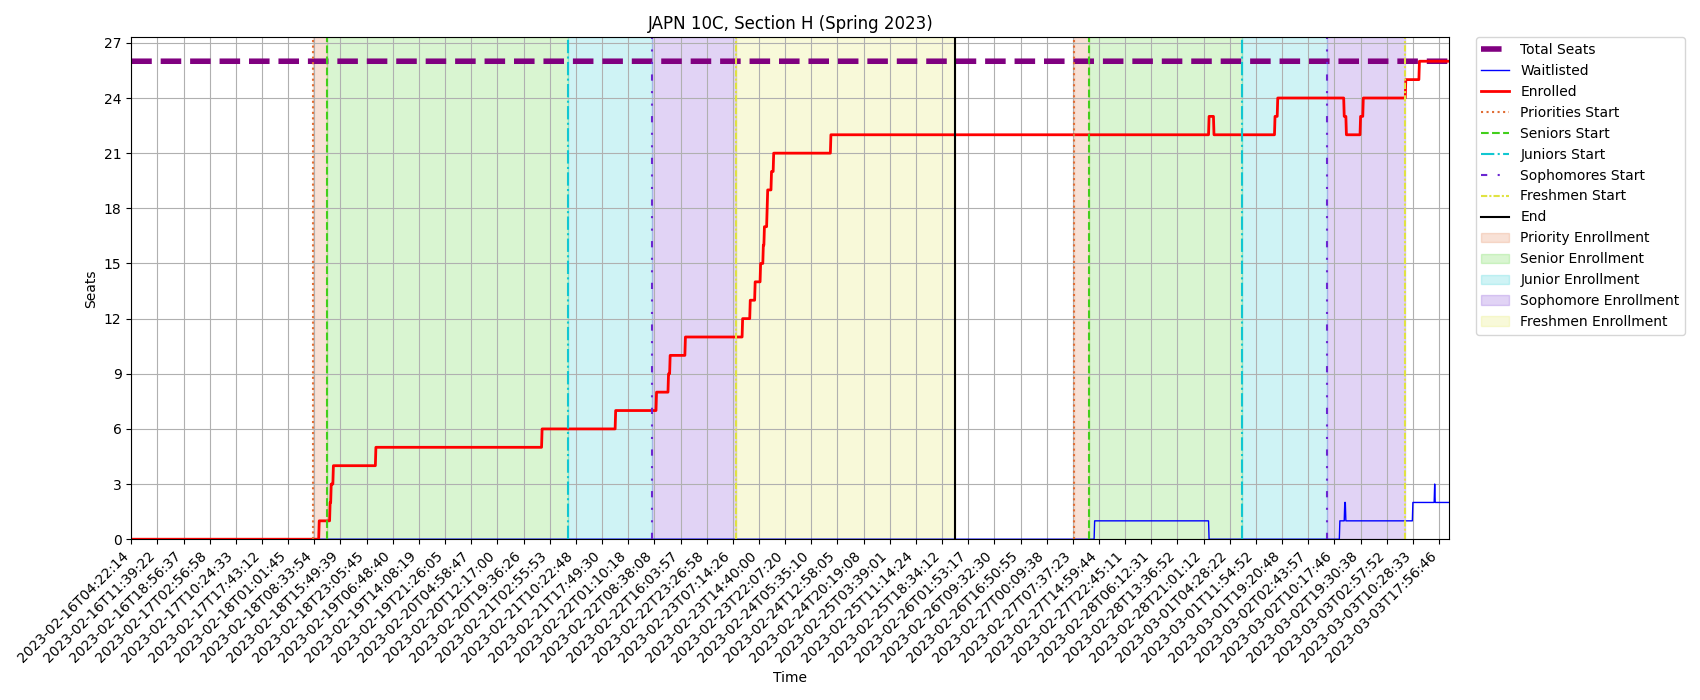 JAPN 10C, Section H (Spring 2023)
Seats
27
24
21
18
15
12
9
6
3
0
2023-02-16T04:22:14
2023-02-16T11:39:22
2023-02-16T18:56:37
2023-02-17T02:56:58
2023-02-17T10:24:33
2023-02-17T17:43:12
2023-02-18T01:01:45
2023-02-18T08:33:54
2023-02-18T15:49:39
2023-02-18T23:05:45
2023-02-19T06:48:40
2023-02-19T14:08:19
2023-02-19T21:26:05
2023-02-20T04:58:47
2023-02-20T12:17:00
2023-02-20T19:36:26
2023-02-21T02:55:53
2023-02-21T10:22:48
2023-02-21T17:49:30
2023-02-22T01:10:18
2023-02-22T08:38:08
2023-02-22T16:03:57
2023-02-22T23:26:58
2023-02-23T07:14:26
2023-02-23T14:40:00
2023-02-23T22:07:20
2023-02-24T05:35:10
2023-02-24T12:58:05
2023-02-24T20:19:08
2023-02-25T03:39:01
2023-02-25T11:14:24
2023-02-25T18:34:12
2023-02-26T01:53:17
2023-02-26T09:32:30
2023-02-26T16:50:55
2023-02-27T00:09:38
2023-02-27T07:37:23
2023-02-27T14:59:44
2023-02-27T22:45:11
2023-02-28T06:12:31
2023-02-28T13:36:52
2023-02-28T21:01:12
2023-03-01T04:28:22
2023-03-01T11:54:52
2023-03-01T19:20:48
2023-03-02T02:43:57
2023-03-02T10:17:46
2023-03-02T19:30:38
2023-03-03T02:57:52
2023-03-03T10:28:33
2023-03-03T17:56:46
Time
Total Seats
Waitlisted
Enrolled
Priorities Start
Seniors Start
Juniors Start
Sophomores Start
Freshmen Start
End
Priority Enrollment
Senior Enrollment
Junior Enrollment
Sophomore Enrollment
Freshmen Enrollment